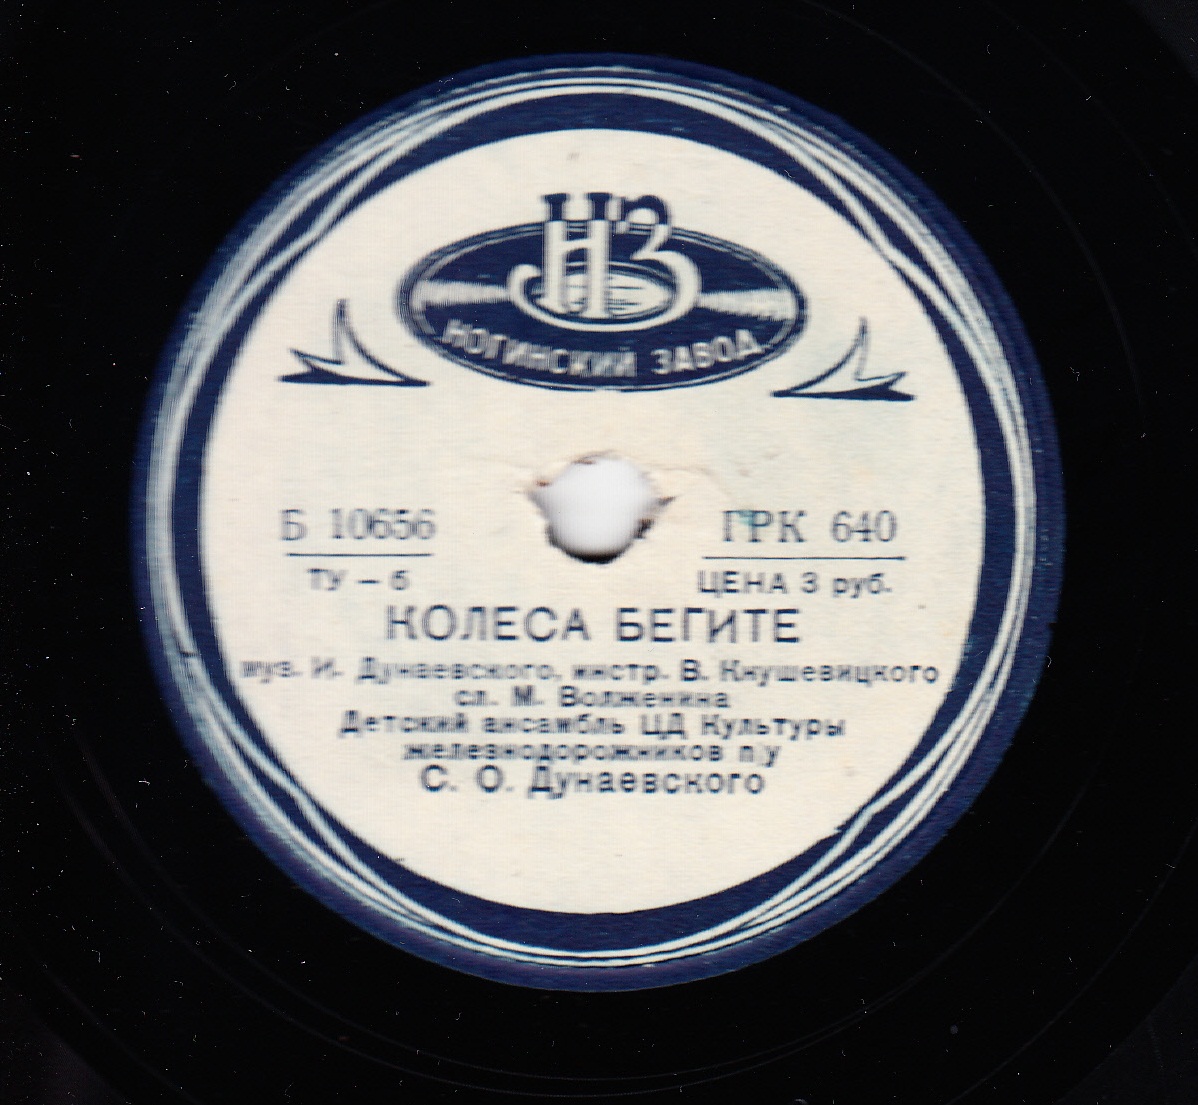 НЗ
НОГИНСКИЙ ЗАВОД
Б 10656 ГРК 640
ТУ – 6 ЦЕНА 3 руб.
КОЛЕСА БЕГИТЕ
муз. И. Дунаевского, инстр. В. Кнушевицкого
сл. М. Волженина
Детский ансамбль ЦД Культуры
железнодорожников п/у
С. О. Дунаевского